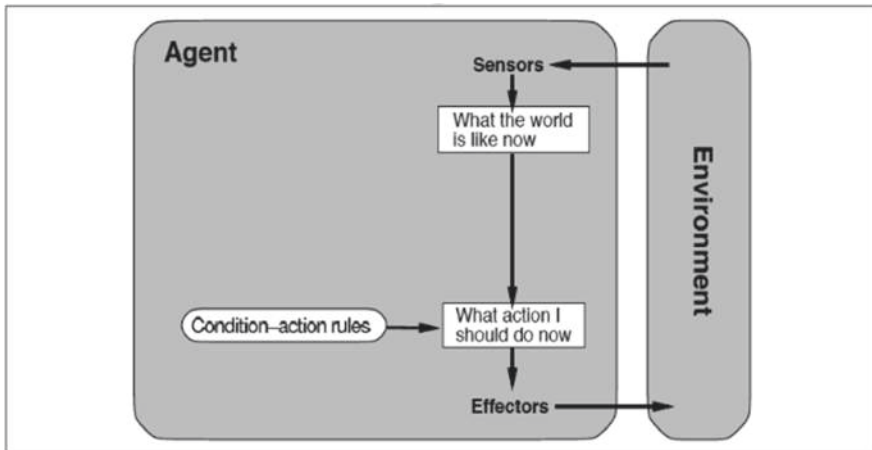 Agent
Sensors
What the world
is like now
Environment
Condition–action rules
What action I
should do now
Effectors